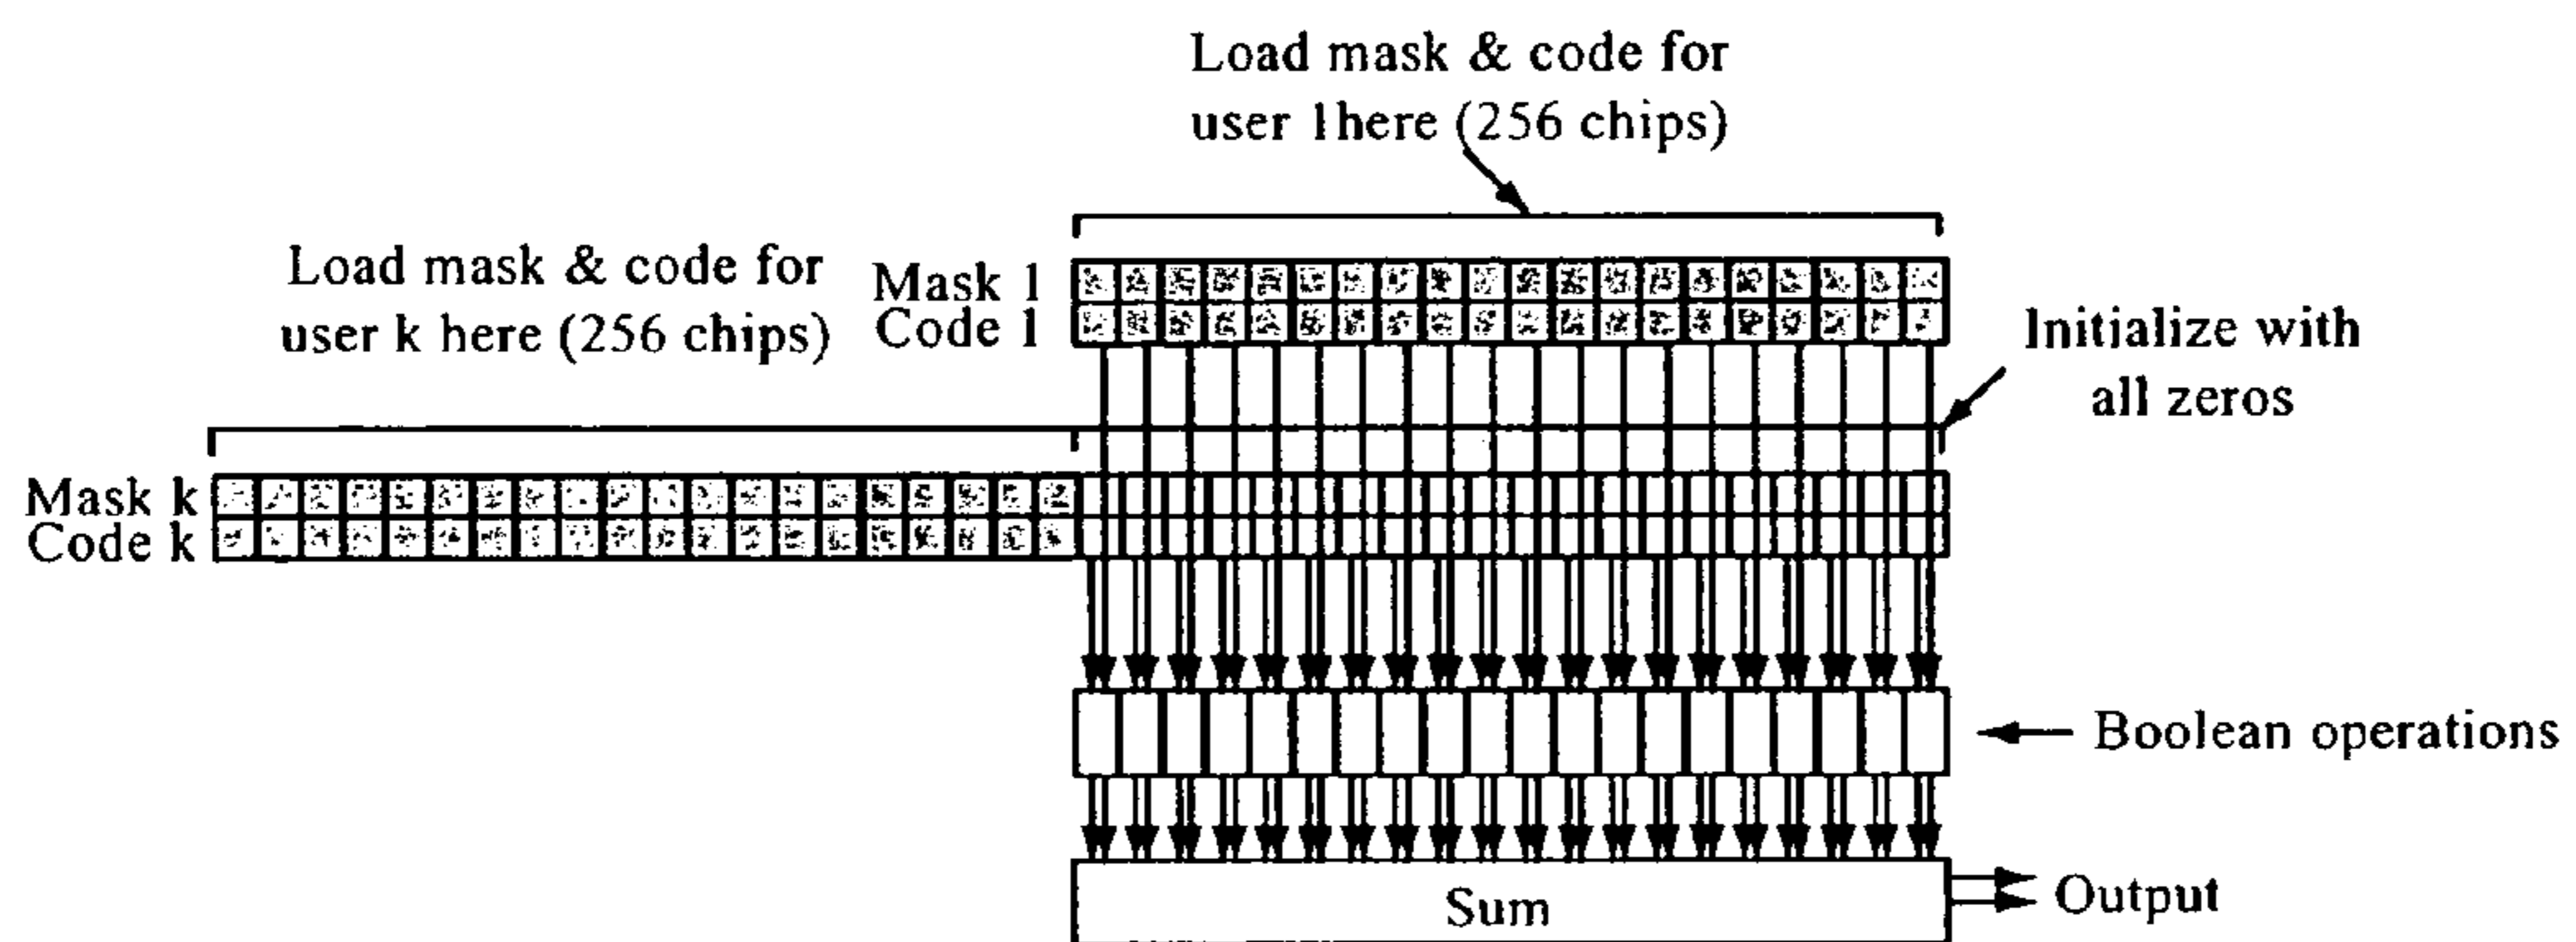 Load mask & code for
user 1here (256 chips)
Load mask & code for
user k here (256 chips)
Mask 1
Code 1
Initialize with
all zeros
Mask k
Code k
Boolean operations
Sum
Output